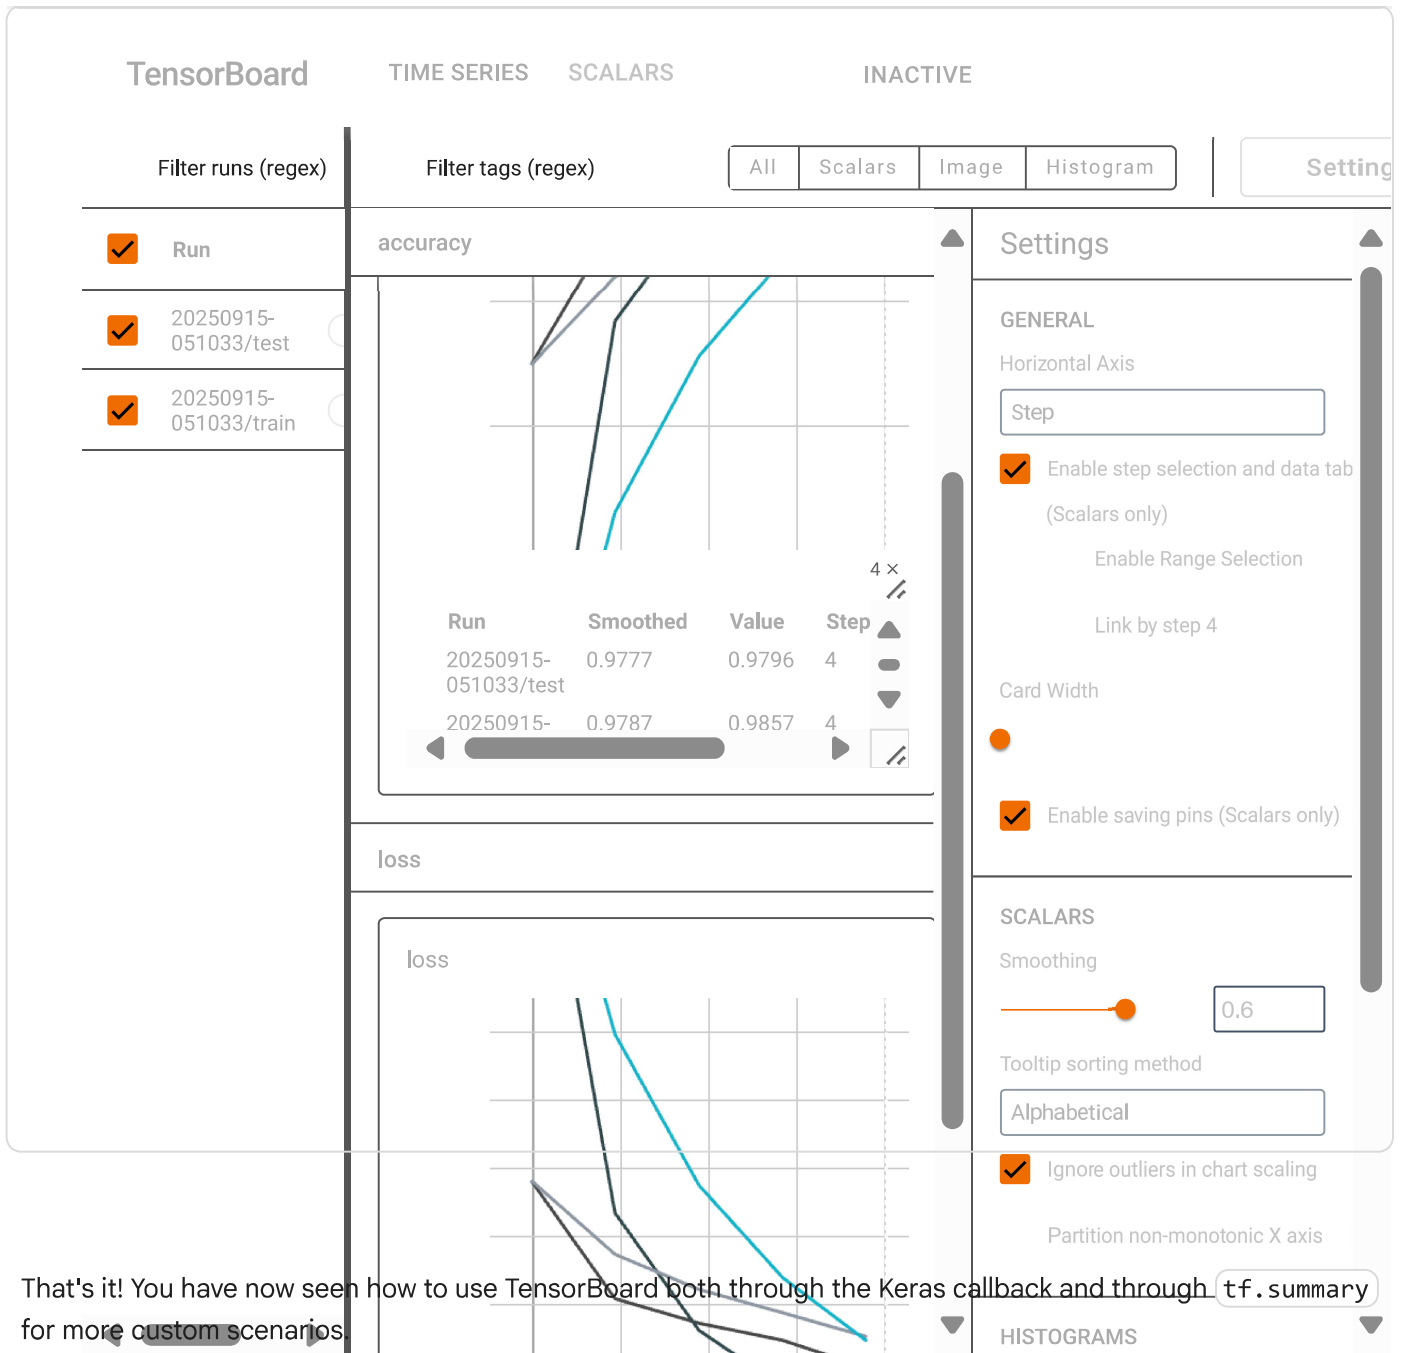 TensorBoard TIME SERIES SCALARS INACTIVE
Filter runs (regex) Filter tags (regex) All Scalars Image Histogram Setting
Run
20250915-
051033/test
20250915-
051033/train
accuracy
4 ×
Run Smoothed Value Step
20250915-
051033/test 0.9777 0.9796 4
20250915- 0.9787 0.9857 4
loss
loss
Settings
GENERAL
Horizontal Axis
Step
Enable step selection and data tab
(Scalars only)
Enable Range Selection
Link by step 4
Card Width
Enable saving pins (Scalars only)
SCALARS
Smoothing
0.6
Tooltip sorting method
Alphabetical
Ignore outliers in chart scaling
Partition non-monotonic X axis
HISTOGRAMS
That's it! You have now seen how to use TensorBoard both through the Keras callback and through tf.summary
for more custom scenarios.